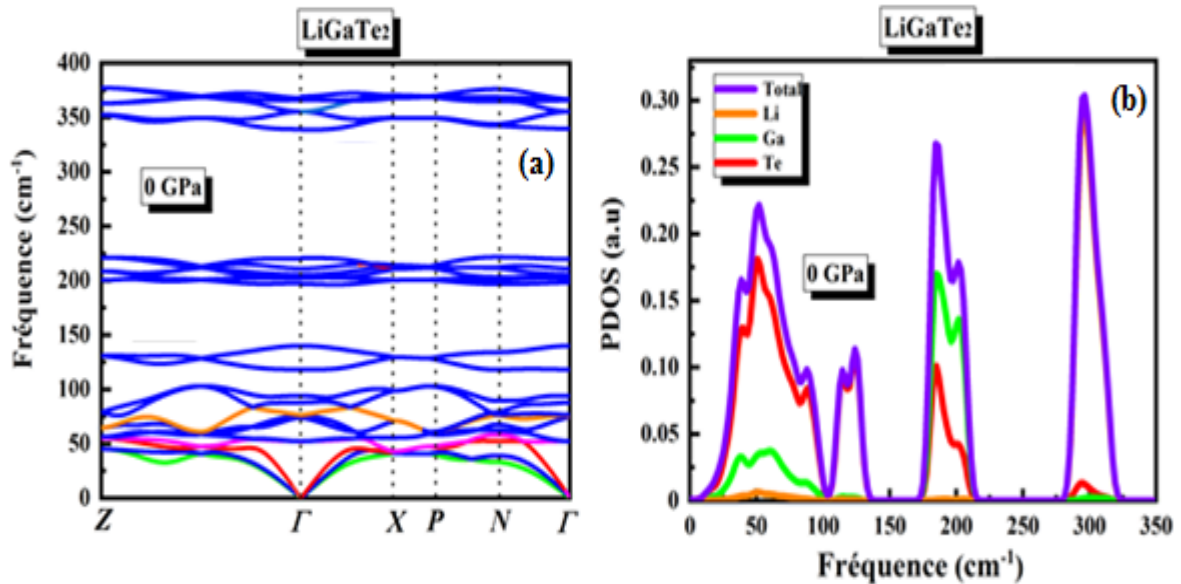 LiGaTe2
400
350
300
250
200
150
100
50
0
Fréquence (cm-1)
0 GPa
(a)
Z Γ X P N Γ
LiGaTe2
0.30
0.25
0.20
0.15
0.10
0.05
0
PDOS (a.u)
Total
Li
Ga
Te
(b)
0 GPa
0 50 100 150 200 250 300 350
Fréquence (cm-1)